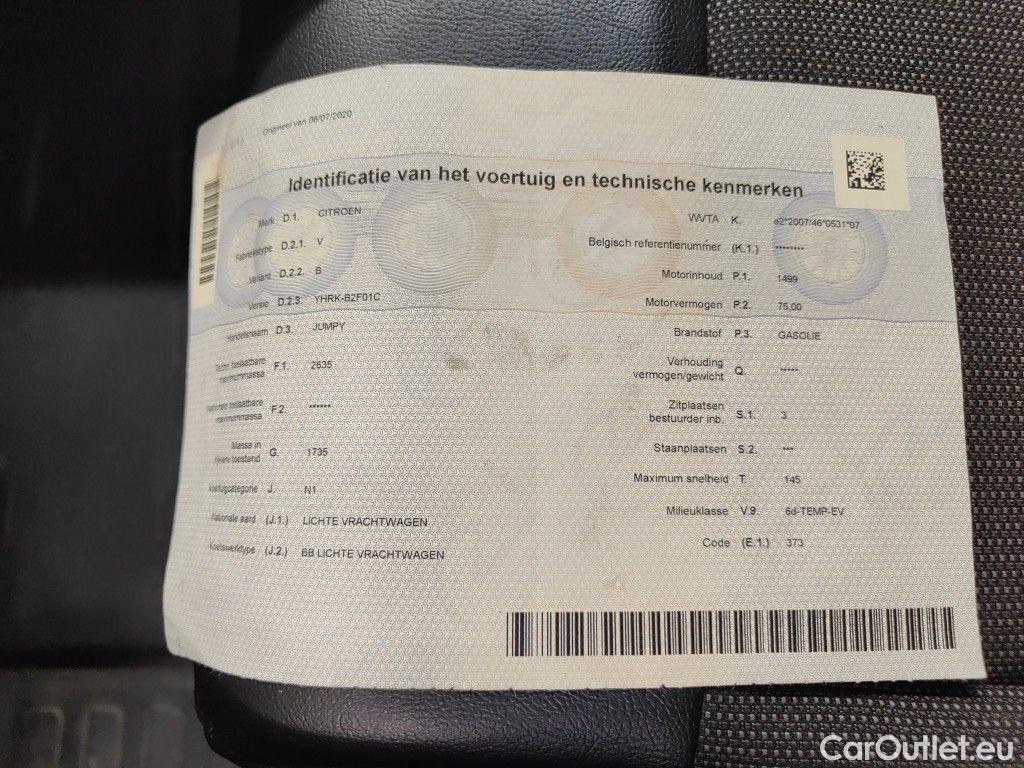 Origineel van 06/07/2020
Identificatie van het voertuig en technische kenmerken
Merk D.1. CITROEN
Fabriekstype D.2.1. V
Variant D.2.2. B
Versie D.2.3. YHRK-B2F01C
Handelsnaam D.3. JUMPY
Techn. toelaatbare
maximummassa F.1. 2635
Nationale toelaatbare
maximummassa F.2. ******
Massa in
rijklare toestand G. 1735
Voertuigcategorie J. N1
Nationale aard (J.1.) LICHTE VRACHTWAGEN
Koetswerktype (J.2.) BB LICHTE VRACHTWAGEN
WVTA K. e2*2007/46*0531*07
Belgisch referentienummer (K.1.) ********
Motorinhoud P.1. 1499
Motorvermogen P.2. 75,00
Brandstof P.3. GASOLIE
Verhouding
vermogen/gewicht Q. *****
Zitplaatsen
bestuurder inb. S.1. 3
Staanplaatsen S.2. ***
Maximum snelheid T. 145
Milieuklasse V.9. 6d-TEMP-EV
Code (E.1.) 373
CarOutlet.eu